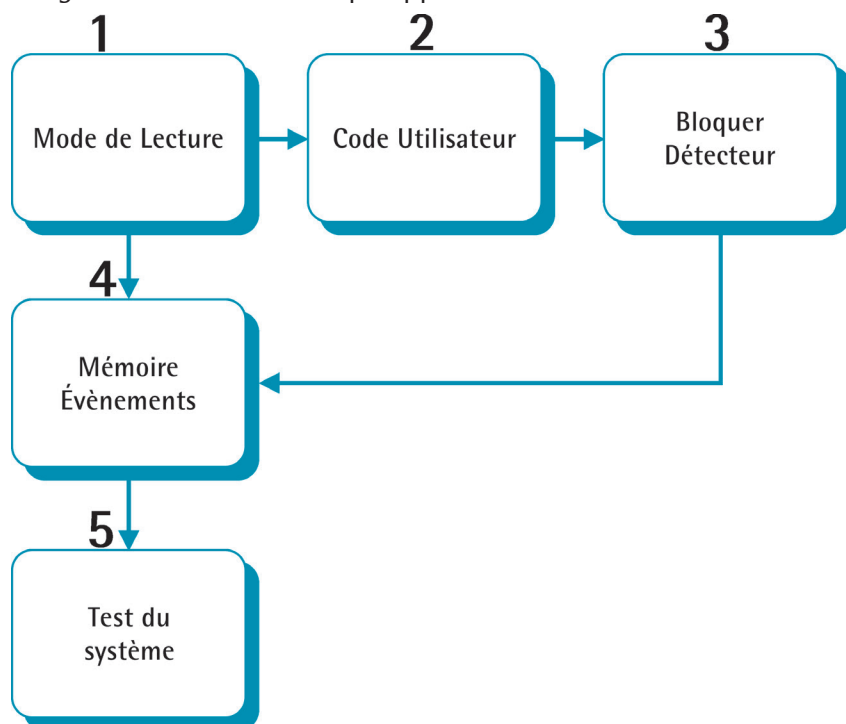 1
Mode de Lecture
2
Code Utilisateur
3
Bloquer
Détecteur
4
Mémoire
Évènements
5
Test du
système